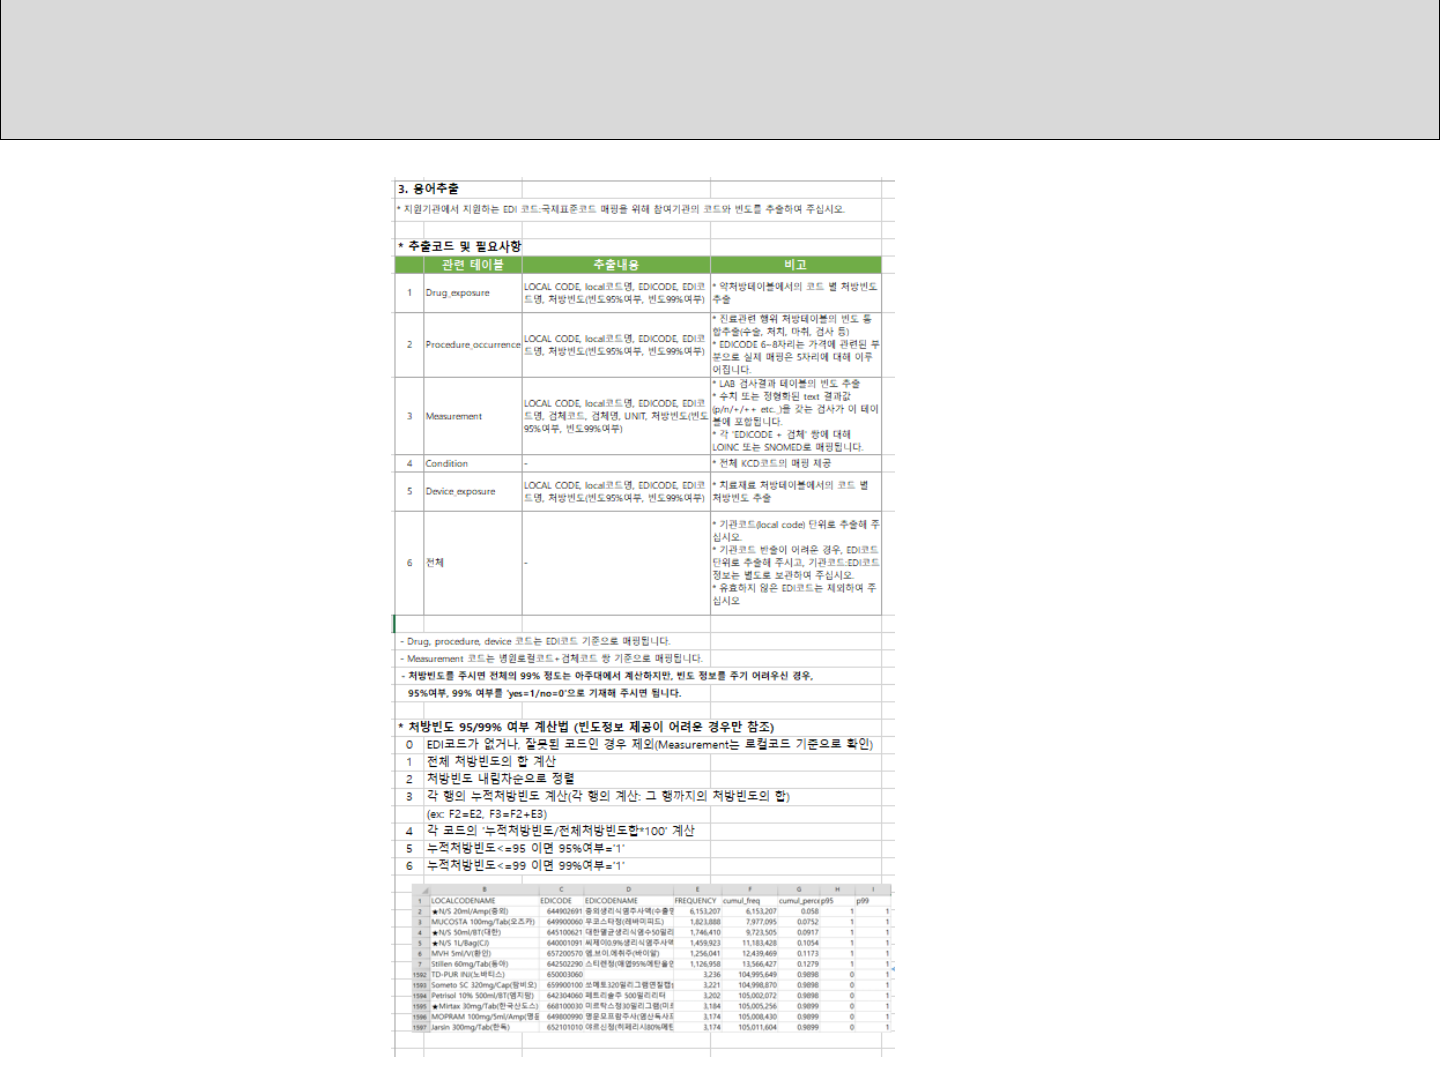 3. 용어추출
* 지원기관에서 지원하는 EDI 코드:국제표준코드 매핑을 위해 참여기관의 코드와 빈도를 추출하여 주십시오.
* 추출코드 및 필요사항
관련 테이블 추출내용 비고
1 Drug_exposure
LOCAL CODE, local코드명, EDICODE, EDI코
드명, 처방빈도(빈도95%여부, 빈도99%여부)
* 약처방테이블에서의 코드 별 처방빈도
추출
2 Procedure_occurrence
LOCAL CODE, local코드명, EDICODE, EDI코
드명, 처방빈도(빈도95%여부, 빈도99%여부)
* 진료관련 행위 처방테이블의 빈도 통
합추출(수술, 처치, 마취, 검사 등)
* EDICODE 6~8자리는 가격에 관련된 부
분으로 실제 매핑은 5자리에 대해 이루
어집니다.
3 Measurement
LOCAL CODE, local코드명, EDICODE, EDI코
드명, 검체코드, 검체명, UNIT, 처방빈도(빈도
95%여부, 빈도99%여부)
* LAB 검사결과 테이블의 빈도 추출
* 수치 또는 정형화된 text 결과값
(p/n/+/++ etc.,)을 갖는 검사가 이 테이
블에 포함됩니다.
* 각 'EDICODE + 검체' 쌍에 대해
LOINC 또는 SNOMED로 매핑됩니다.
4 Condition - * 전체 KCD코드의 매핑 제공
5 Device_exposure
LOCAL CODE, local코드명, EDICODE, EDI코
드명, 처방빈도(빈도95%여부, 빈도99%여부)
* 치료재료 처방테이블에서의 코드 별
처방빈도 추출
6 전체 -
* 기관코드(local code) 단위로 추출해 주
십시오.
* 기관코드 반출이 어려운 경우, EDI코드
단위로 추출해 주시고, 기관코드:EDI코드
정보는 별도로 보관하여 주십시오.
* 유효하지 않은 EDI코드는 제외하여 주
십시오
- Drug, procedure, device 코드는 EDI코드 기준으로 매핑됩니다.
- Measurement 코드는 병원로컬코드+검체코드 쌍 기준으로 매핑됩니다.
- 처방빈도를 주시면 전체의 99% 정도는 아주대에서 계산하지만, 빈도 정보를 주기 어려우신 경우,
95%여부, 99% 여부를 'yes=1/no=0'으로 기재해 주시면 됩니다.
* 처방빈도 95/99% 여부 계산법 (빈도정보 제공이 어려운 경우만 참조)
0 EDI코드가 없거나, 잘못된 코드인 경우 제외(Measurement는 로컬코드 기준으로 확인)
1 전체 처방빈도의 합 계산
2 처방빈도 내림차순으로 정렬
3 각 행의 누적처방빈도 계산(각 행의 계산: 그 행까지의 처방빈도의 합)
(ex: F2=E2, F3=F2+E3)
4 각 코드의 '누적처방빈도/전체처방빈도합*100' 계산
5 누적처방빈도<=95 이면 95%여부='1'
6 누적처방빈도<=99 이면 99%여부='1'
B C D E F G H I
1 LOCALCODENAME EDICODE EDICODENAME FREQUENCY cumul_freq cumul_perc p95 p99
2 ★N/S 20ml/Amp(중외) 644902691 중외생리식염주사액(수출명 6,153,207 6,153,207 0.058 1 1
3 MUCOSTA 100mg/Tab(오츠카) 649900060 무코스타정(레바미피드) 1,823,888 7,977,095 0.0752 1 1
4 ★N/S 50ml/BT(대한) 645100621 대한멸균생리식염수50밀리 1,746,410 9,723,505 0.0917 1 1
5 ★N/S 1L/Bag(CJ) 640001091 씨제이0.9%생리식염주사액 1,459,923 11,183,428 0.1054 1 1
6 MVH 5ml/V(환인) 657200570 엠.브이.에취주(바이알) 1,256,041 12,439,469 0.1173 1 1
7 Stillen 60mg/Tab(동아) 642502290 스티렌정(애엽95%에탄올연 1,126,958 13,566,427 0.1279 1 1
1592 TD-PUR INJ(노바티스) 650003060 3,236 104,995,649 0.9898 0 1
1593 Someto SC 320mg/Cap(팜비오) 659900100 쏘메토320밀리그램연질캡 3,221 104,998,870 0.9898 0 1
1594 Petrisol 10% 500ml/BT(엠지팜) 642304060 페트리솔주 500밀리리터 3,202 105,002,072 0.9898 0 1
1595 ★Mirtax 30mg/Tab(한국산도스) 668100030 미르탁스정30밀리그램(미르 3,184 105,005,256 0.9899 0 1
1596 MOPRAM 100mg/5ml/Amp(명문 649800990 명문모프람주사(염산독사프 3,174 105,008,430 0.9899 0 1
1597 Jarsin 300mg/Tab(한독) 652101010 야르신정(히페리시80%메탄 3,174 105,011,604 0.9899 0 1